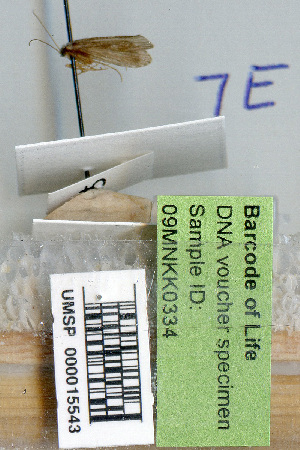 7E
Barcode of Life
DNA voucher specimen
Sample ID:
09MNKK0334
UMSP 000015543